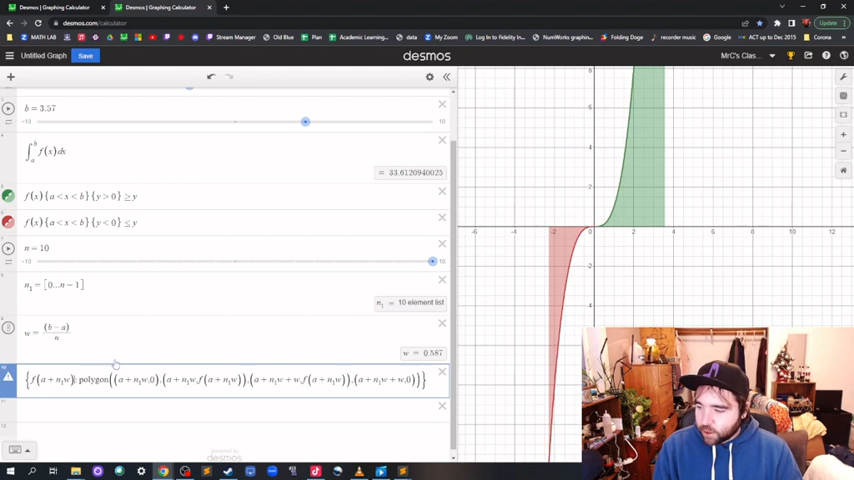 Desmos | Graphing Calculator
Desmos | Graphing Calculator
desmos.com/calculator
Update
MATH LAB
Stream Manager
Old Blue
Plan
Academic Learning...
data
My Zoom
Log In to Fidelity In...
NumWorks graphing...
Folding Doge
recorder music
Google
ACT up to Dec 2015
Corona
Untitled Graph
Save
desmos
MrC's Clas...
b = 3.57
-10
10
∫_a^b f(x) dx
= 33.6120940025
f(x){a<x<b}{y>0} ≥ y
f(x){a<x<b}{y<0} ≤ y
n = 10
-10
10
n₁ = [0...n−1]
n₁ = 10 element list
w = (b−a)/n
w = 0.587
{f(a+n₁w): polygon((a+n₁w,0),(a+n₁w,f(a+n₁w)),(a+n₁w+w,f(a+n₁w)),(a+n₁w+w,0))}
10
11
12
powered by
desmos
8
6
4
2
-6
-4
-2
0
2
4
6
8
10
12
-2
-4